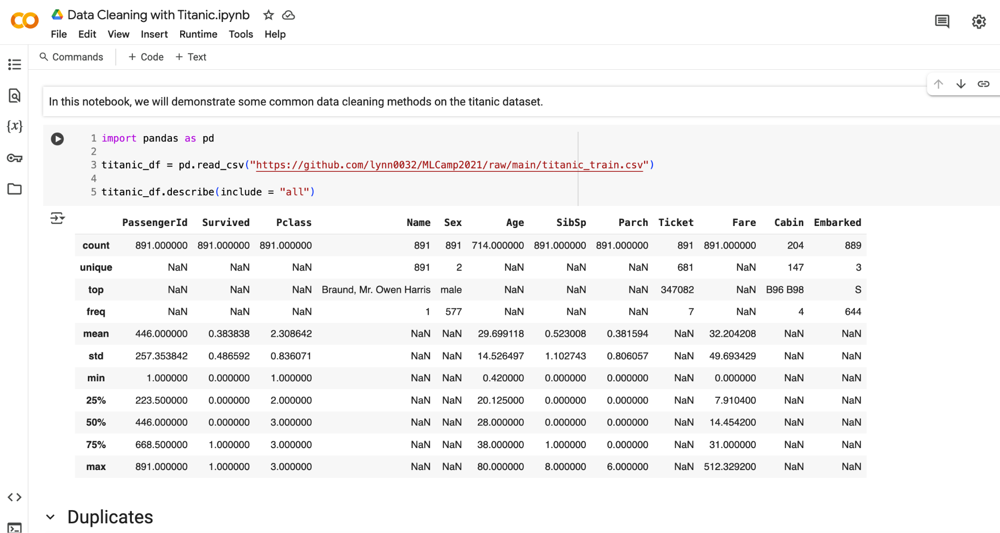 Data Cleaning with Titanic.ipynb
File Edit View Insert Runtime Tools Help
Commands + Code + Text
In this notebook, we will demonstrate some common data cleaning methods on the titanic dataset.
1 import pandas as pd
2
3 titanic_df = pd.read_csv("https://github.com/lynn0032/MLCamp2021/raw/main/titanic_train.csv")
4
5 titanic_df.describe(include = "all")
PassengerId Survived Pclass Name Sex Age SibSp Parch Ticket Fare Cabin Embarked
count 891.000000 891.000000 891.000000 891 891 714.000000 891.000000 891.000000 891 891.000000 204 889
unique NaN NaN NaN 891 2 NaN NaN NaN 681 NaN 147 3
top NaN NaN NaN Braund, Mr. Owen Harris male NaN NaN NaN 347082 NaN B96 B98 S
freq NaN NaN NaN 1 577 NaN NaN NaN 7 NaN 4 644
mean 446.000000 0.383838 2.308642 NaN NaN 29.699118 0.523008 0.381594 NaN 32.204208 NaN NaN
std 257.353842 0.486592 0.836071 NaN NaN 14.526497 1.102743 0.806057 NaN 49.693429 NaN NaN
min 1.000000 0.000000 1.000000 NaN NaN 0.420000 0.000000 0.000000 NaN 0.000000 NaN NaN
25% 223.500000 0.000000 2.000000 NaN NaN 20.125000 0.000000 0.000000 NaN 7.910400 NaN NaN
50% 446.000000 0.000000 3.000000 NaN NaN 28.000000 0.000000 0.000000 NaN 14.454200 NaN NaN
75% 668.500000 1.000000 3.000000 NaN NaN 38.000000 1.000000 0.000000 NaN 31.000000 NaN NaN
max 891.000000 1.000000 3.000000 NaN NaN 80.000000 8.000000 6.000000 NaN 512.329200 NaN NaN
Duplicates